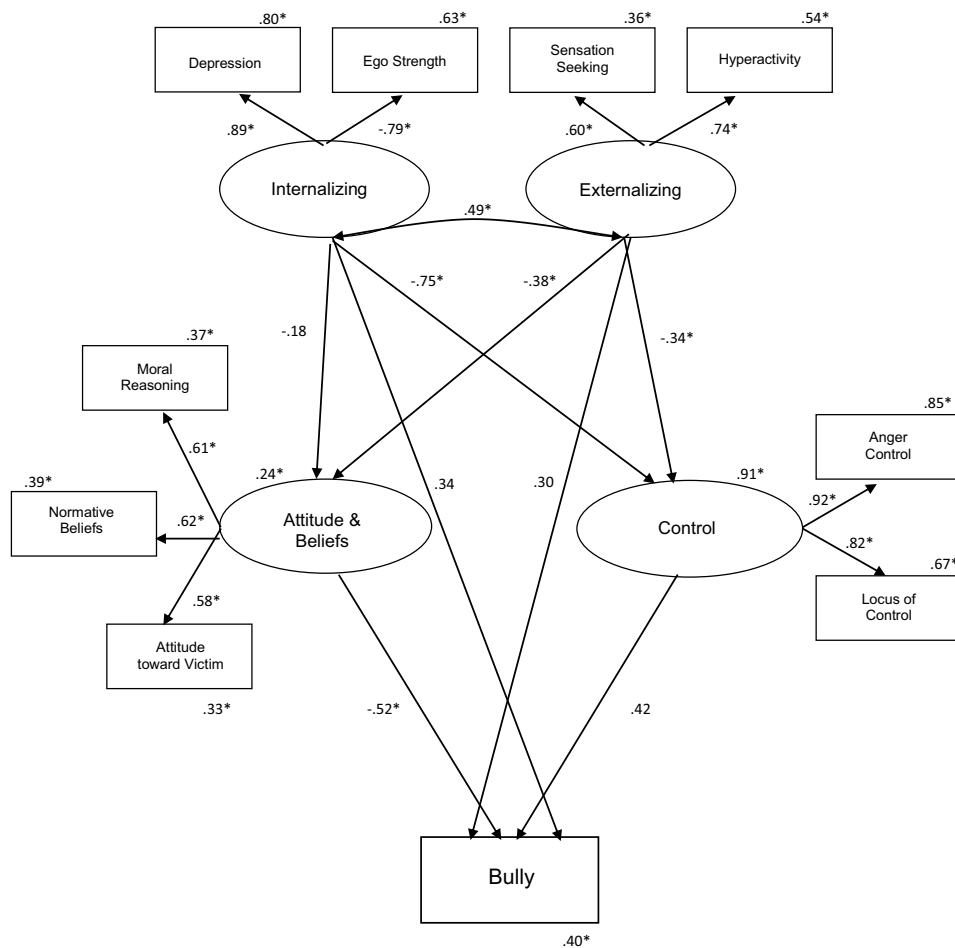 .80*
.63*
.36*
.54*
Depression
Ego Strength
Sensation
Seeking
Hyperactivity
.89*
-.79*
.60*
.74*
Internalizing
Externalizing
.49*
-.75*
-.38*
-.18
-.34*
.37*
Moral
Reasoning
.61*
.39*
Normative
Beliefs
.62*
.58*
Attitude
toward Victim
.33*
.24*
Attitude &
Beliefs
.34
.30
.91*
Control
.85*
Anger
Control
.92*
.82*
.67*
Locus of
Control
-.52*
.42
Bully
.40*